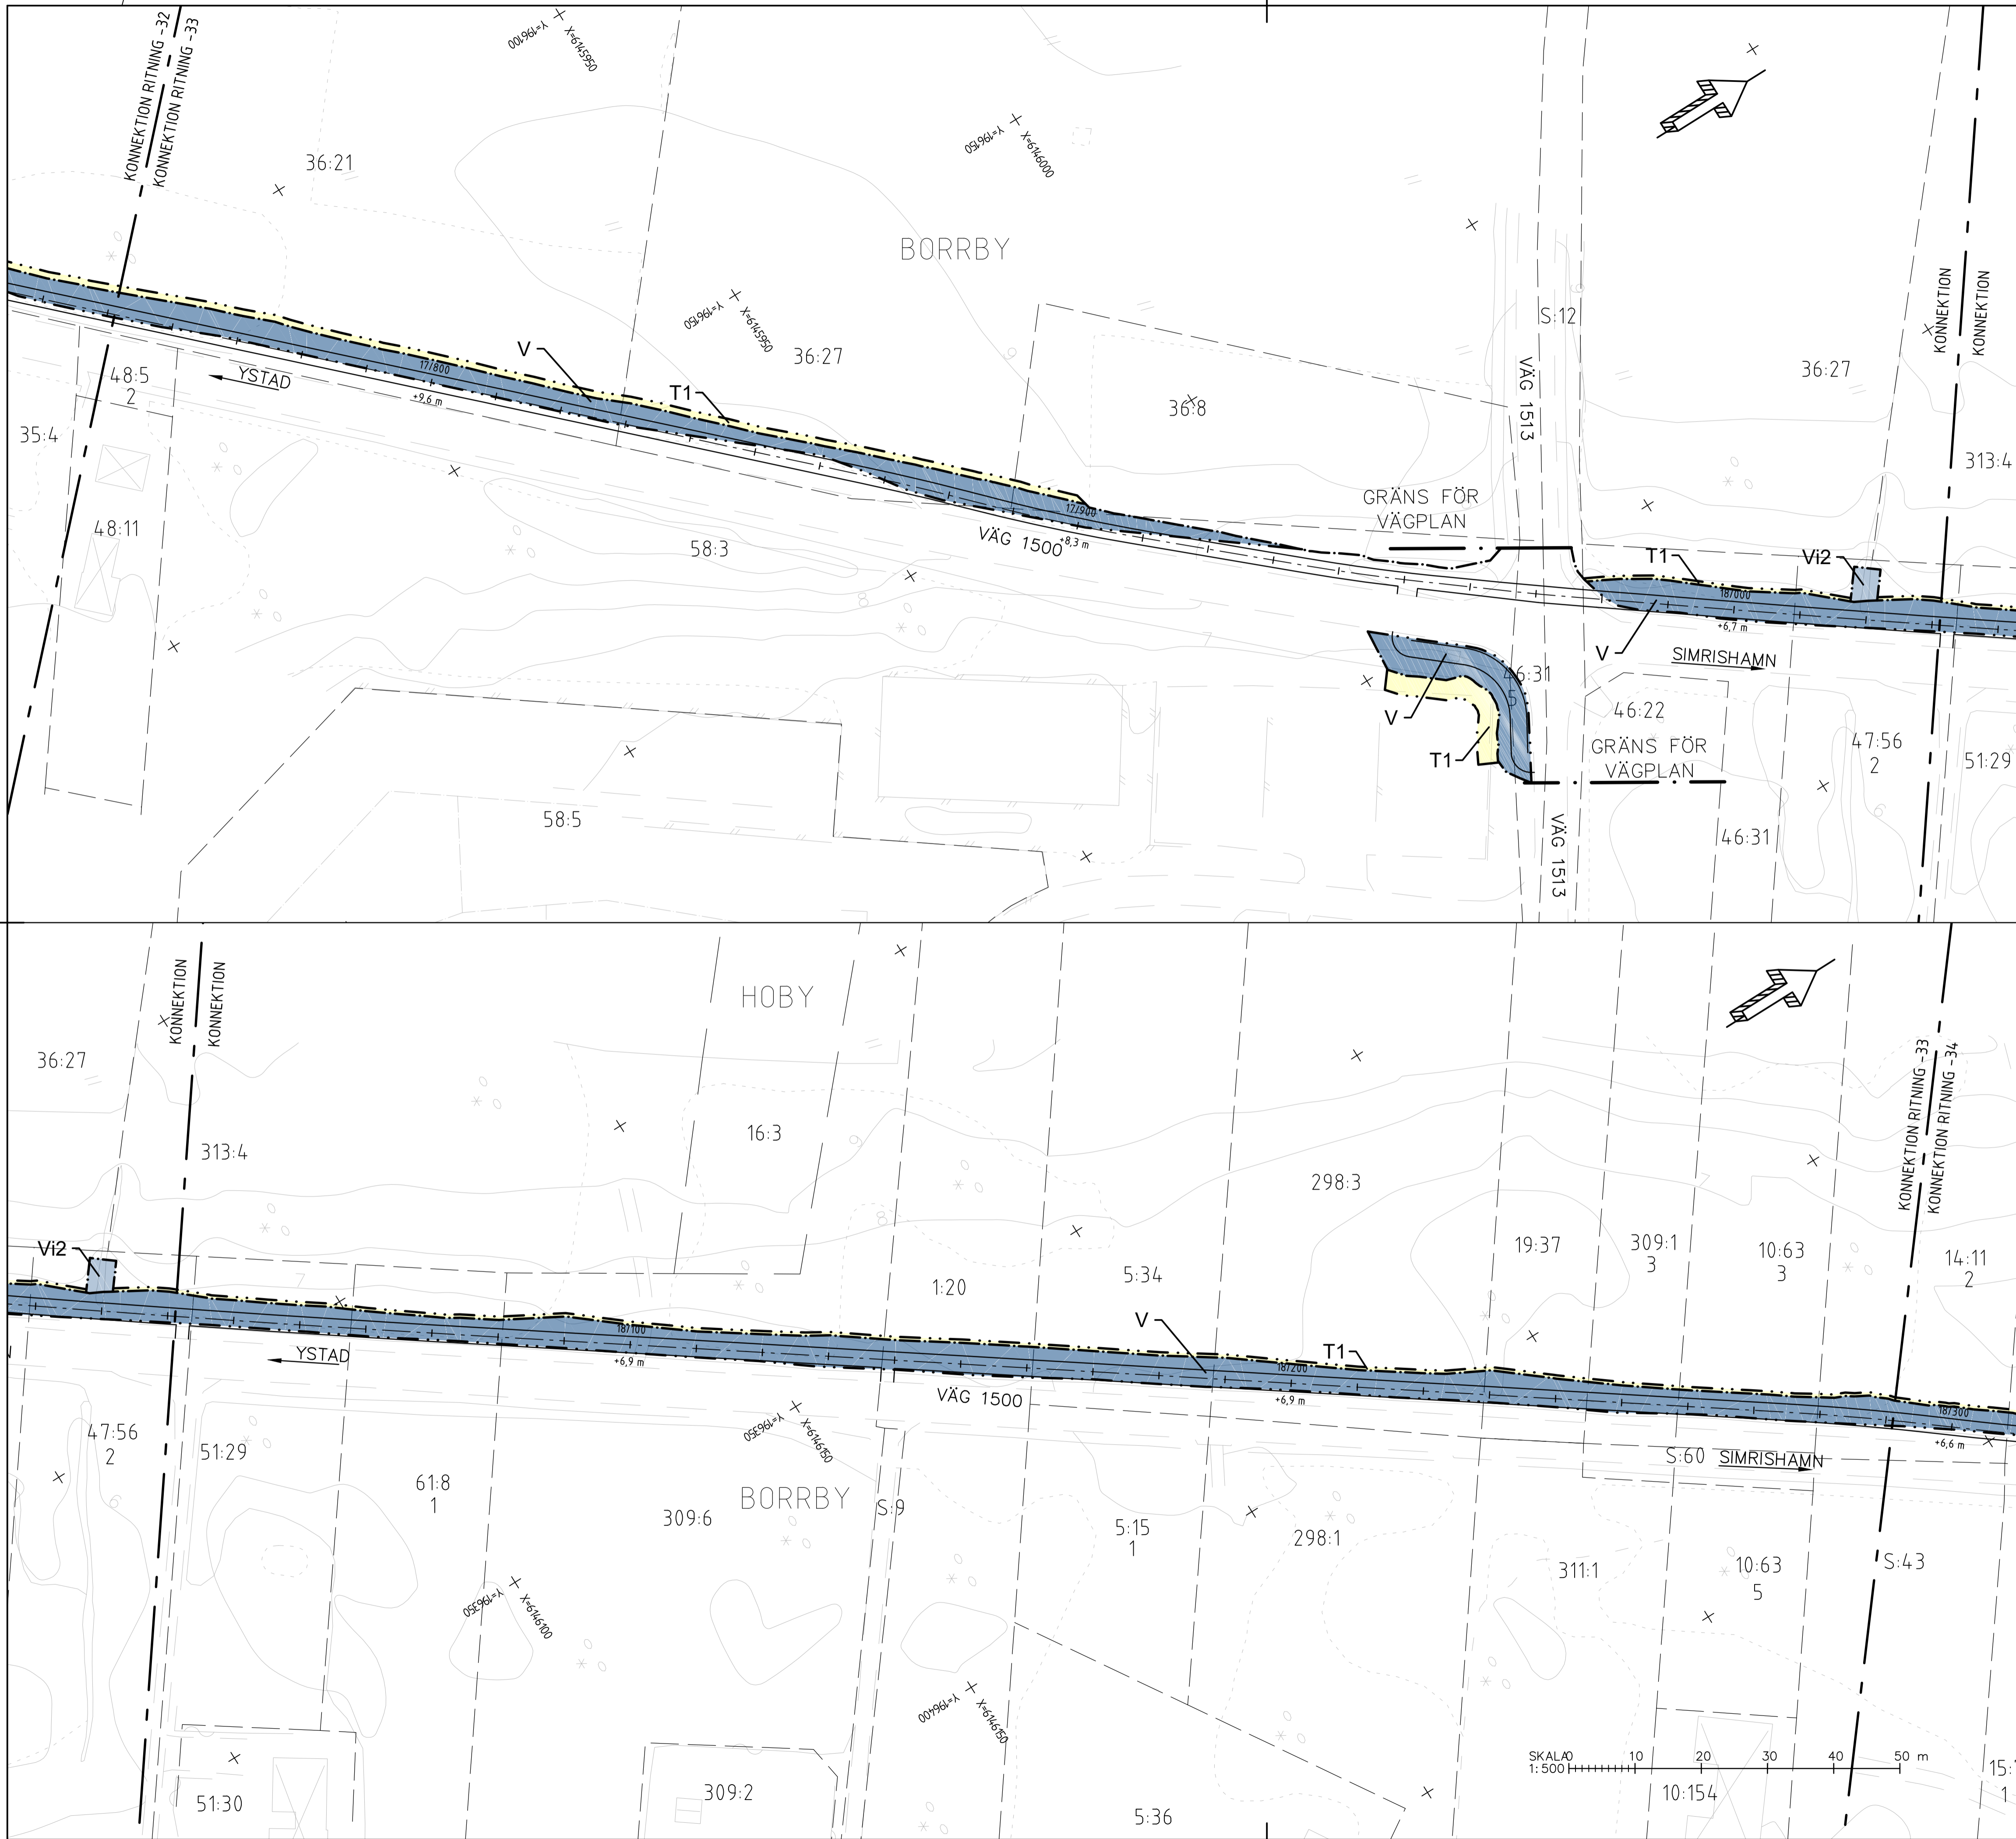 KONNEKTION RITNING -32
KONNEKTION RITNING -33
Y=196100
X=6145950
36:21
Y=196150
X=6146000
BORRBY
S:12
KONNEKTION
KONNEKTION
Y=196150
X=6145950
36:27
36:27
V
T1
17/800
+9,6 m
YSTAD
48:5
2
36:8
VÄG 1513
35:4
313:4
48:11
GRÄNS FÖR
VÄGPLAN
17/900
VÄG 1500
+8,3 m
58:3
T1
Vi2
18/000
+6,7 m
8
7
V
SIMRISHAMN
46:31
5
V
46:22
T1
GRÄNS FÖR
VÄGPLAN
47:56
2
51:29
58:5
VÄG 1513
46:31
6
KONNEKTION
KONNEKTION
HOBY
36:27
KONNEKTION RITNING -33
KONNEKTION RITNING -34
313:4
16:3
298:3
8
Vi2
7
1:20
5:34
19:37
309:1
3
10:63
3
14:11
2
V
T1
18/100
+6,9 m
YSTAD
18/200
+6,9 m
VÄG 1500
18/300
+6,6 m
Y=196350
X=6146150
47:56
2
51:29
S:60
SIMRISHAMN
61:8
1
BORRBY
S:9
309:6
5:15
1
298:1
6
311:1
10:63
5
S:43
Y=196350
X=6146100
Y=196400
X=6146150
SKALA
1:500
0 10 20 30 40 50 m
51:30
309:2
5:36
10:154
1